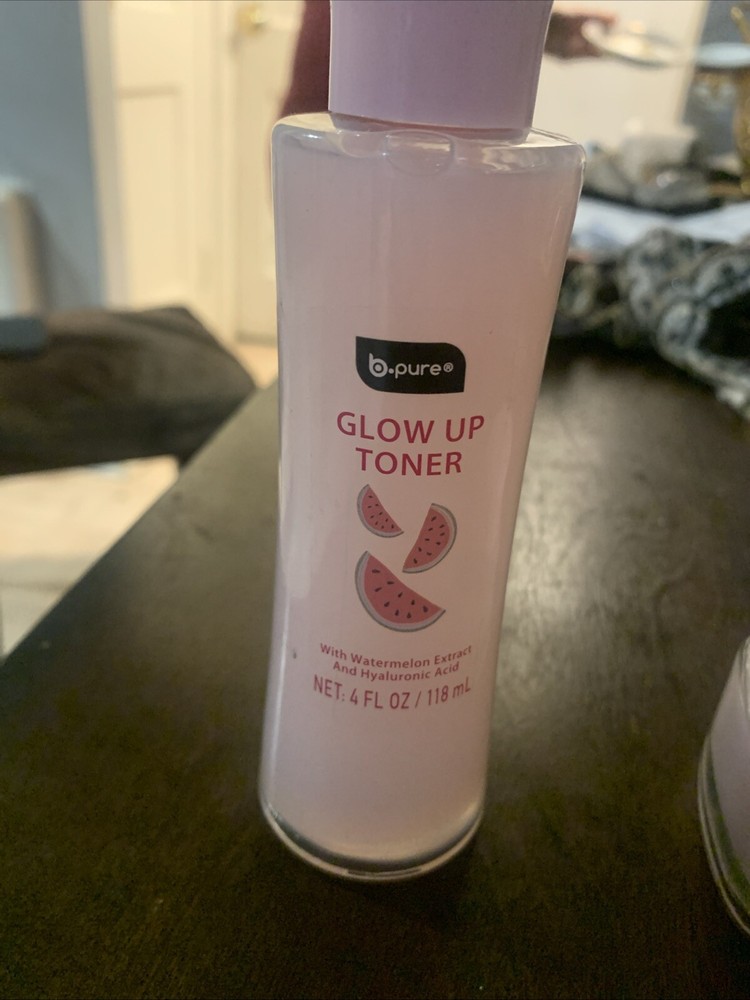 b.pure®
GLOW UP
TONER
With Watermelon Extract
And Hyaluronic Acid
NET: 4 FL OZ / 118 mL